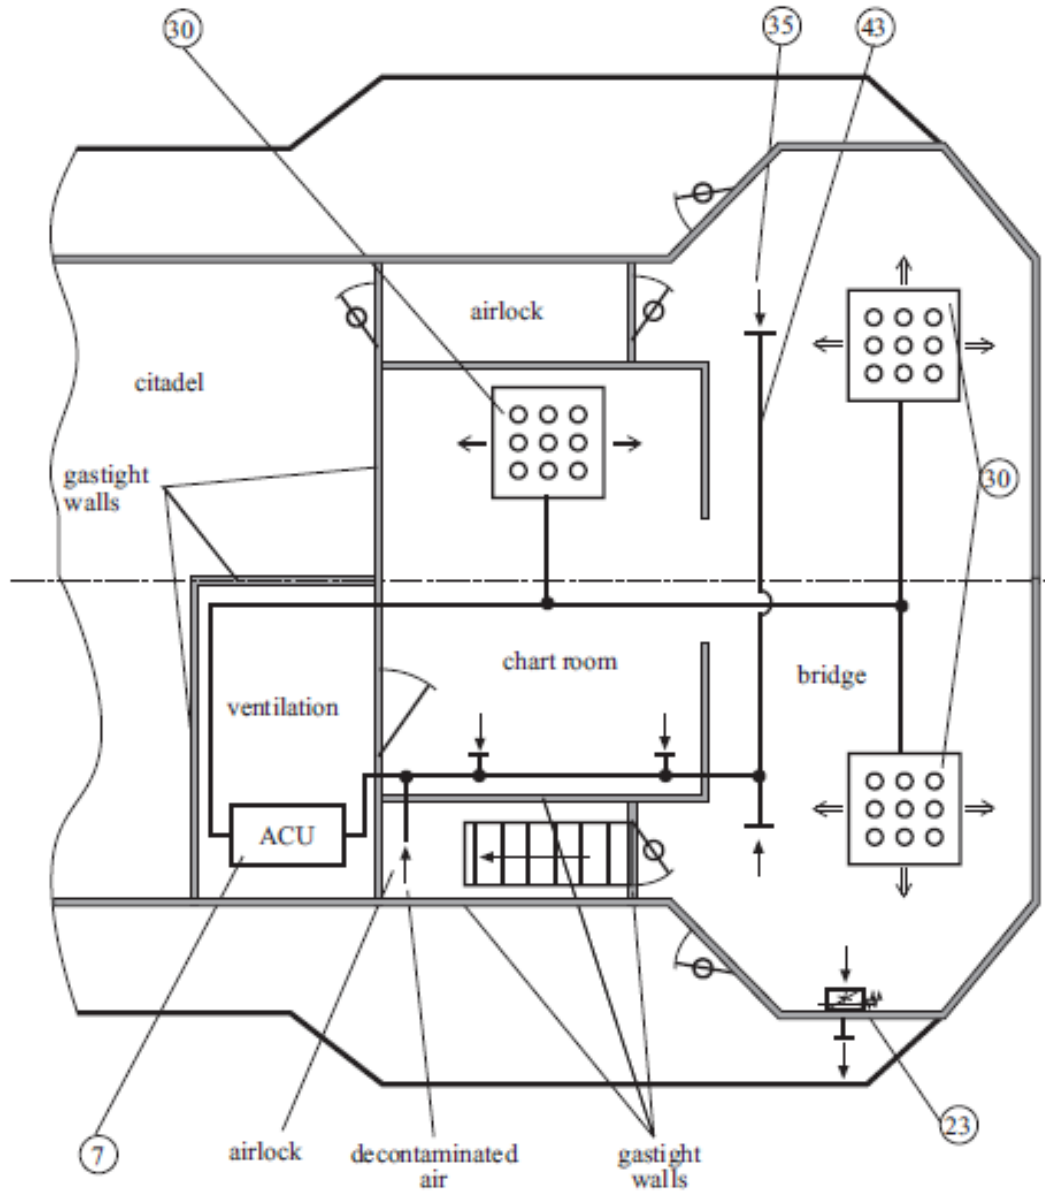 30
35
43
airlock
citadel
gastight
walls
30
chart room
bridge
ventilation
ACU
7
airlock
decontaminated
air
gastight
walls
23